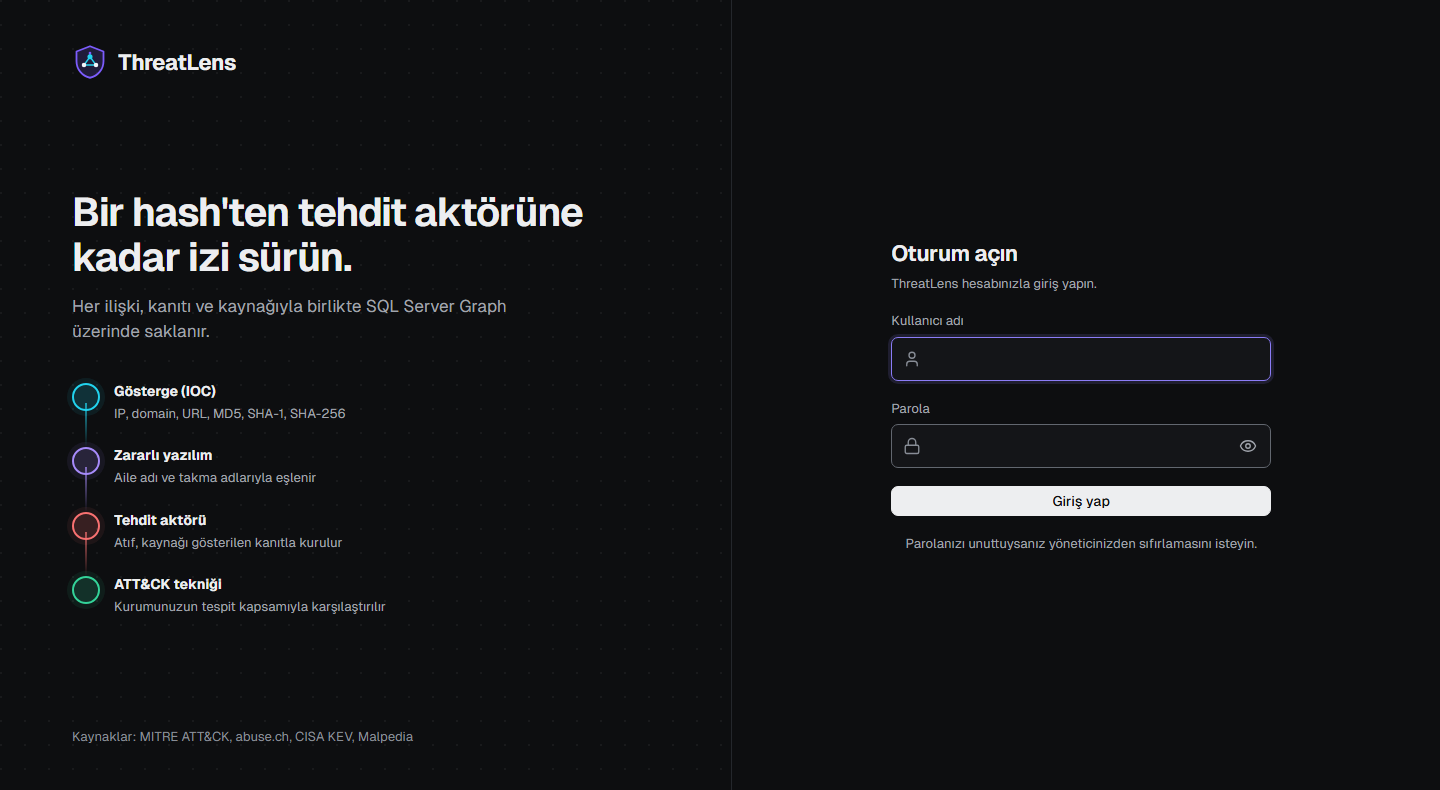 ThreatLens
Bir hash'ten tehdit aktörüne
kadar izi sürün.
Her ilişki, kanıtı ve kaynağıyla birlikte SQL Server Graph
üzerinde saklanır.
Gösterge (IOC)
IP, domain, URL, MD5, SHA-1, SHA-256
Zararlı yazılım
Aile adı ve takma adlarıyla eşlenir
Tehdit aktörü
Atıf, kaynağı gösterilen kanıtla kurulur
ATT&CK tekniği
Kurumunuzun tespit kapsamıyla karşılaştırılır
Kaynaklar: MITRE ATT&CK, abuse.ch, CISA KEV, Malpedia
Oturum açın
ThreatLens hesabınızla giriş yapın.
Kullanıcı adı
Parola
Giriş yap
Parolanızı unuttuysanız yöneticinizden sıfırlamasını isteyin.